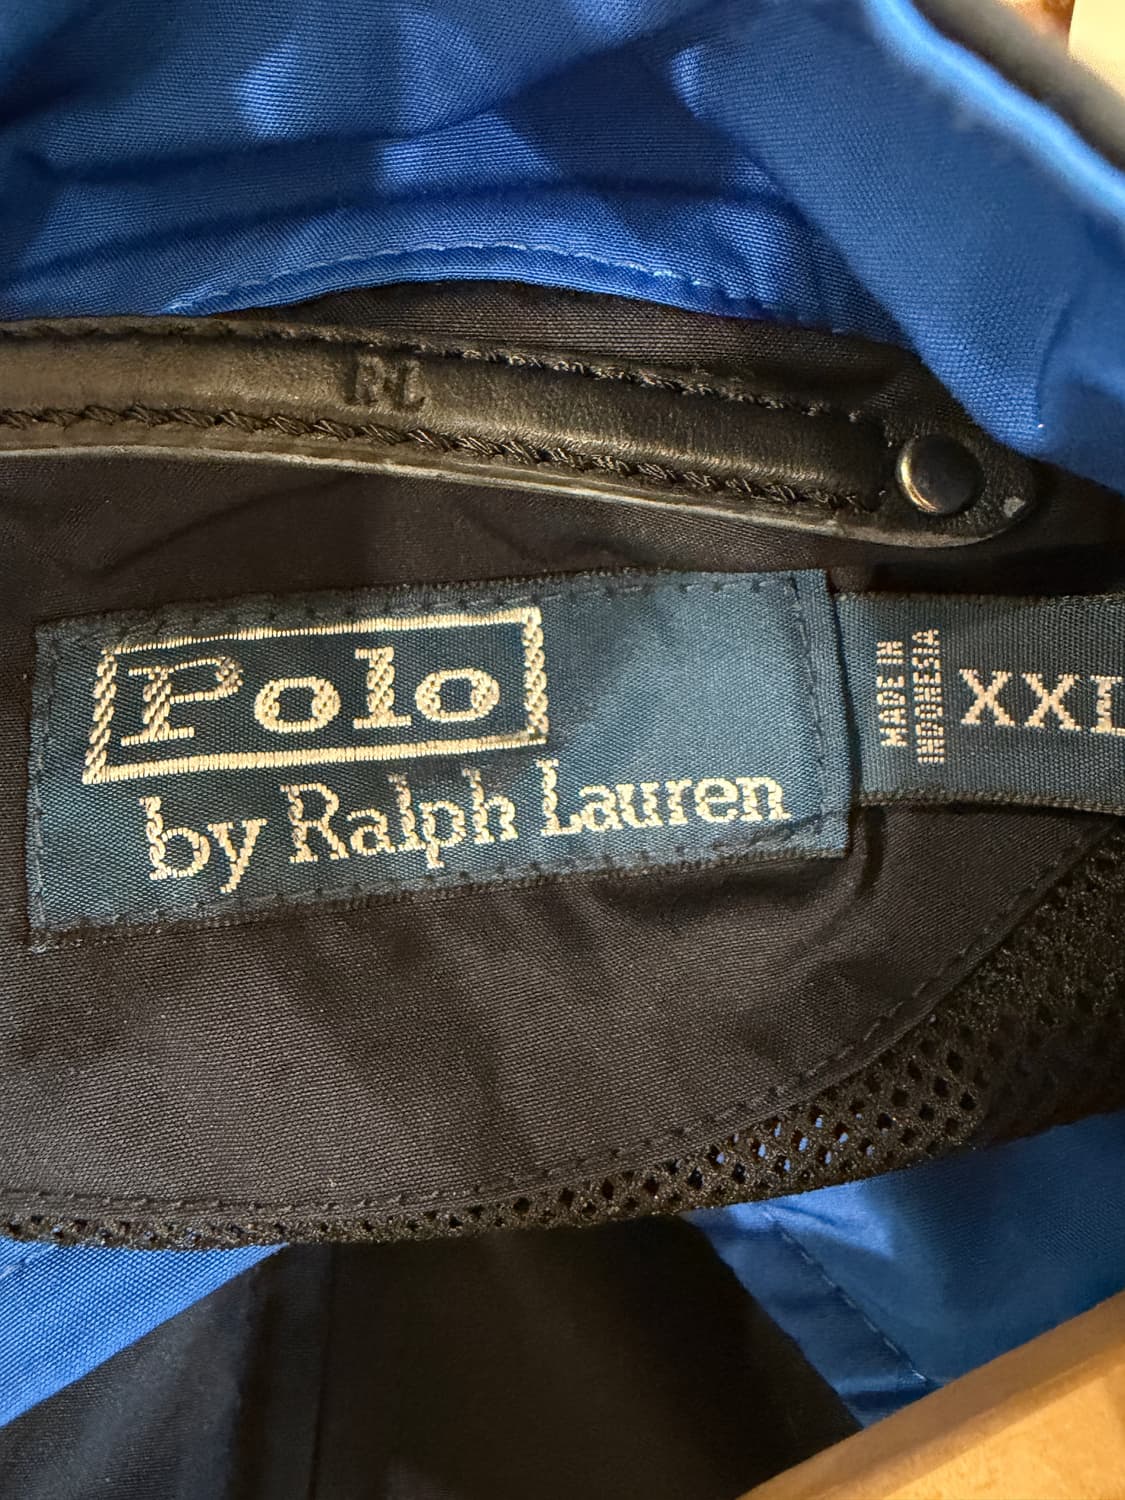 RL
Polo
by Ralph Lauren
MADE IN
INDONESIA
XXL